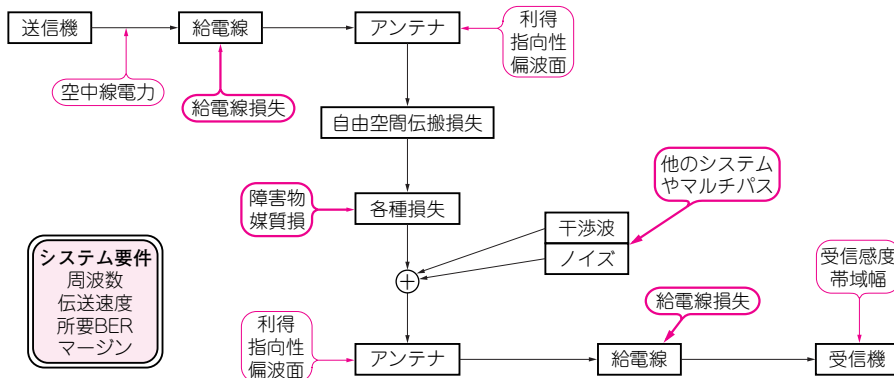 送信機
給電線
アンテナ
利得
指向性
偏波面
空中線電力
給電線損失
自由空間伝搬損失
他のシステム
やマルチパス
障害物
媒質損
各種損失
干渉波
ノイズ
システム要件
周波数
伝送速度
所要BER
マージン
受信感度
帯域幅
給電線損失
利得
指向性
偏波面
アンテナ
給電線
受信機